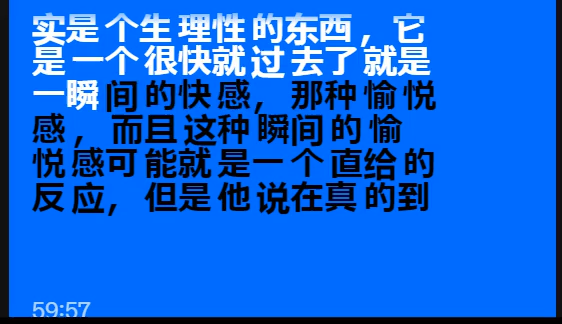 实是个生理性的东西，它
是一个很快就过去了就是
一瞬间的快感，那种愉悦
感，而且这种瞬间的愉
悦感可能就是一个直给的
反应，但是他说在真的到
59:57